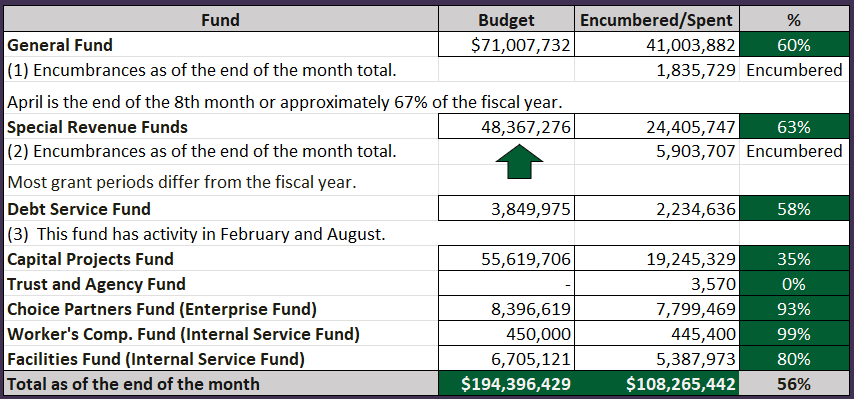 Fund Budget Encumbered/Spent %
General Fund $71,007,732 41,003,882 60%
(1) Encumbrances as of the end of the month total. 1,835,729 Encumbered
April is the end of the 8th month or approximately 67% of the fiscal year.
Special Revenue Funds 48,367,276 24,405,747 63%
(2) Encumbrances as of the end of the month total. 5,903,707 Encumbered
Most grant periods differ from the fiscal year.
Debt Service Fund 3,849,975 2,234,636 58%
(3) This fund has activity in February and August.
Capital Projects Fund 55,619,706 19,245,329 35%
Trust and Agency Fund - 3,570 0%
Choice Partners Fund (Enterprise Fund) 8,396,619 7,799,469 93%
Worker's Comp. Fund (Internal Service Fund) 450,000 445,400 99%
Facilities Fund (Internal Service Fund) 6,705,121 5,387,973 80%
Total as of the end of the month $194,396,429 $108,265,442 56%